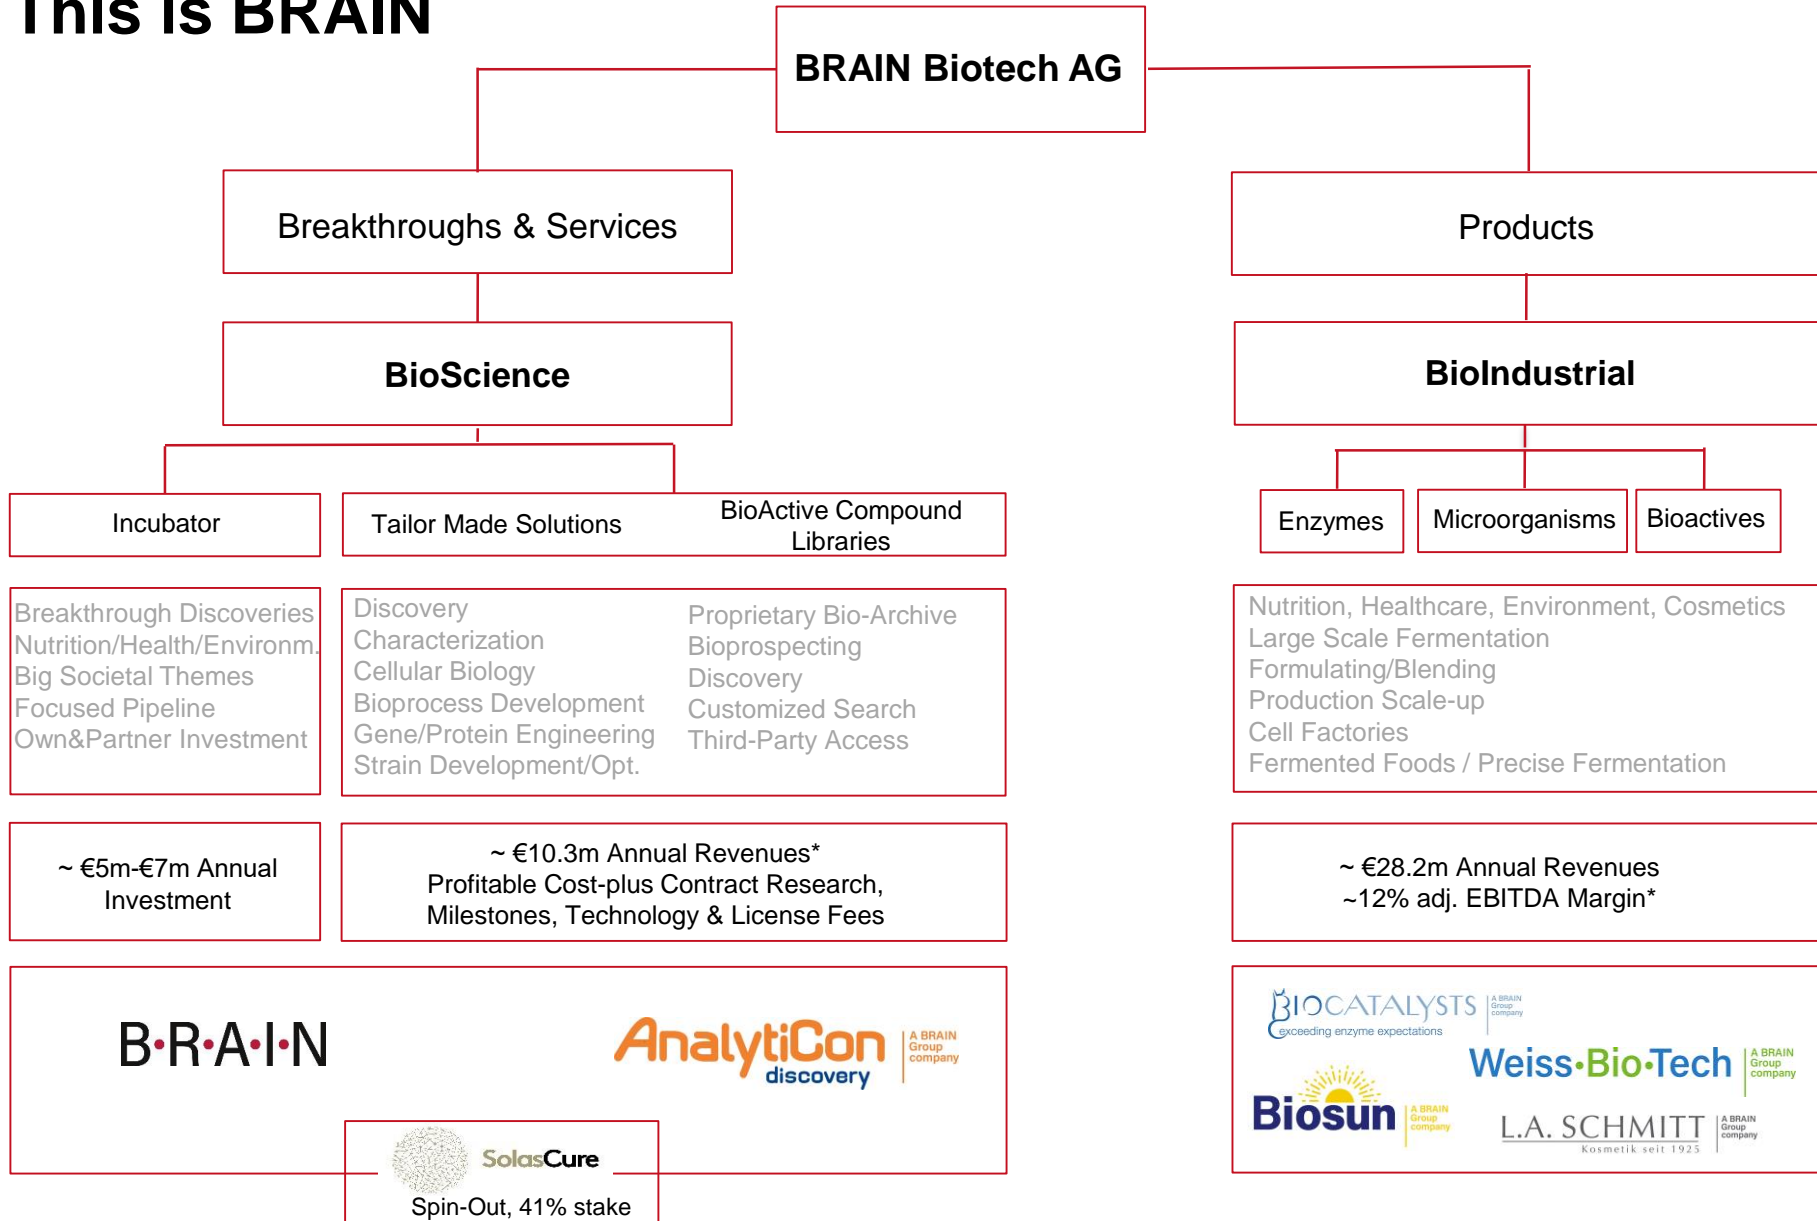 This is BRAIN
BRAIN Biotech AG
Breakthroughs & Services
Products
BioScience
BioIndustrial
Incubator
Tailor Made Solutions
BioActive Compound
Libraries
Enzymes
Microorganisms
Bioactives
Breakthrough Discoveries
Nutrition/Health/Environm.
Big Societal Themes
Focused Pipeline
Own&Partner Investment
Discovery
Characterization
Cellular Biology
Bioprocess Development
Gene/Protein Engineering
Strain Development/Opt.
Proprietary Bio-Archive
Bioprospecting
Discovery
Customized Search
Third-Party Access
Nutrition, Healthcare, Environment, Cosmetics
Large Scale Fermentation
Formulating/Blending
Production Scale-up
Cell Factories
Fermented Foods / Precise Fermentation
~ €5m-€7m Annual
Investment
~ €10.3m Annual Revenues*
Profitable Cost-plus Contract Research,
Milestones, Technology & License Fees
~ €28.2m Annual Revenues
~12% adj. EBITDA Margin*
B·R·A·I·N
AnalytiCon
discovery
A BRAIN
Group
company
SolasCure
Spin-Out, 41% stake
BIOCATALYSTS
exceeding enzyme expectations
A BRAIN
Group
company
Weiss·Bio·Tech
A BRAIN
Group
company
Biosun
A BRAIN
Group
company
L.A. SCHMITT
Kosmetik seit 1925
A BRAIN
Group
company